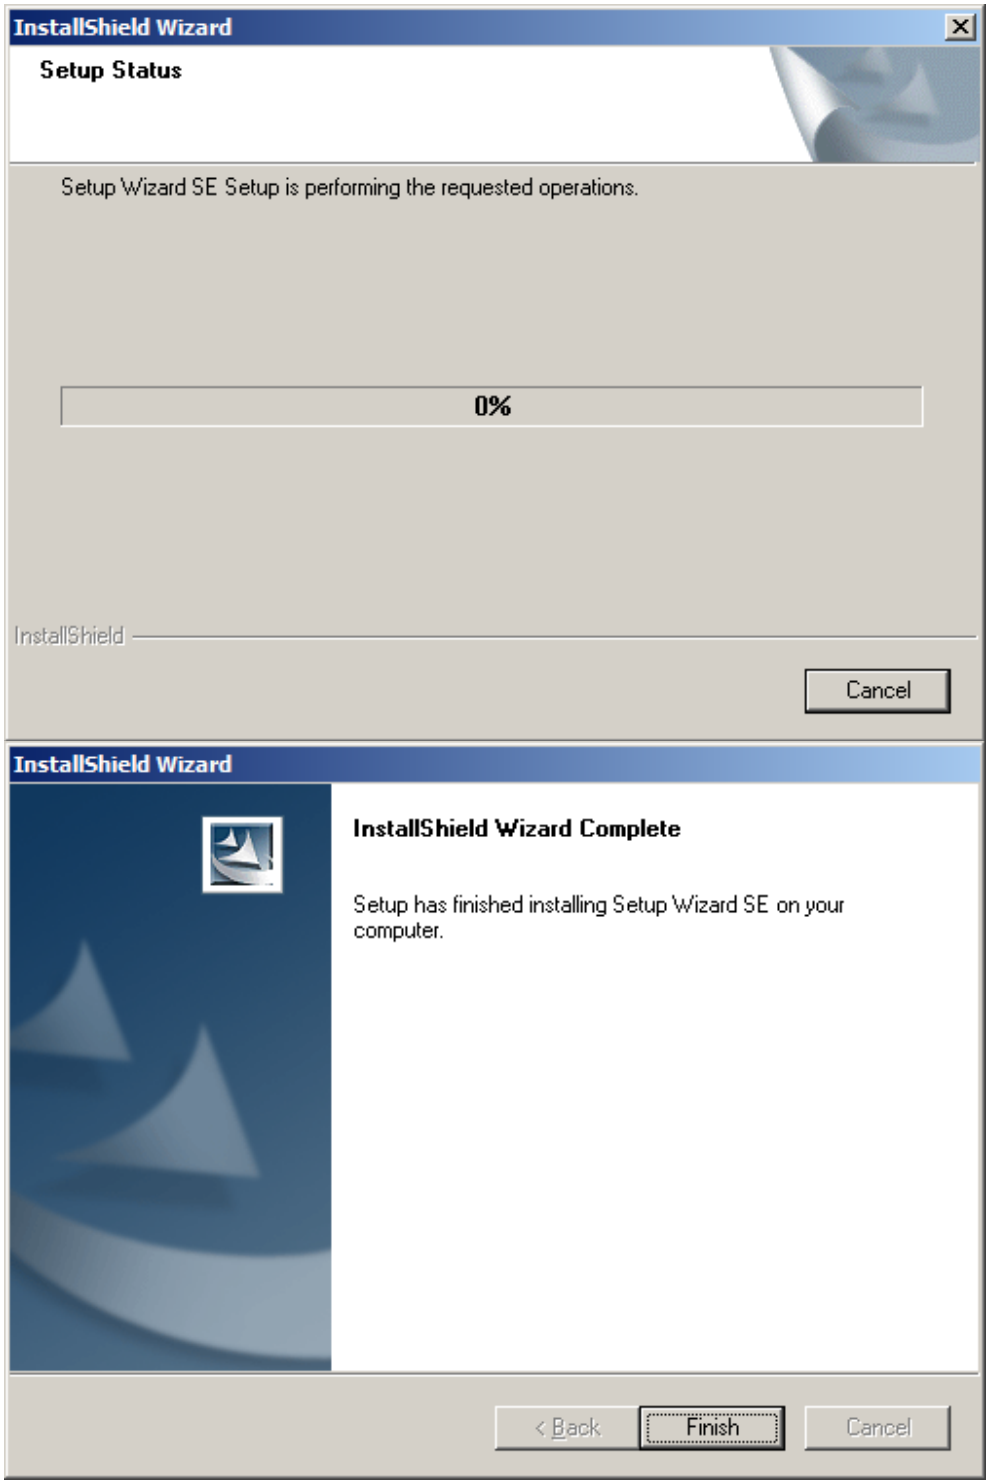 InstallShield Wizard
Setup Status
Setup Wizard SE Setup is performing the requested operations.
0%
InstallShield
Cancel
InstallShield Wizard
InstallShield Wizard Complete
Setup has finished installing Setup Wizard SE on your
computer.
< Back Finish Cancel